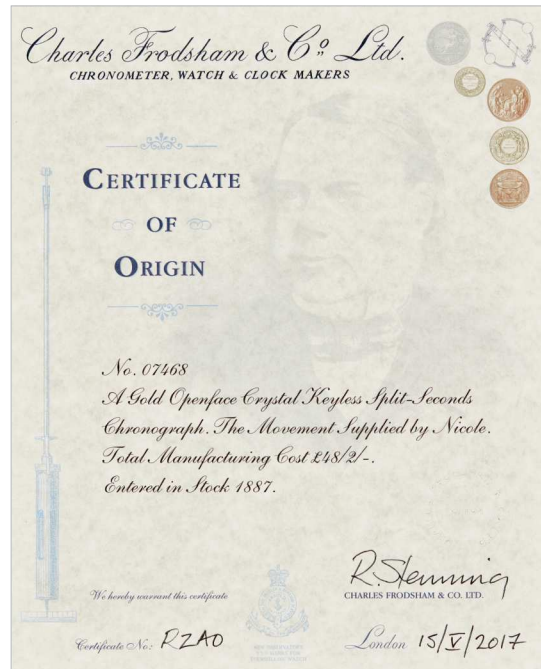 Charles Frodsham & Cº. Ltd.
CHRONOMETER, WATCH & CLOCK MAKERS
CERTIFICATE
OF
ORIGIN
No. 07468
A Gold Openface Crystal Keyless Split-Seconds
Chronograph. The Movement Supplied by Nicole.
Total Manufacturing Cost £48/2/-.
Entered in Stock 1887.
R. Stenning
We hereby warrant this certificate
CHARLES FRODSHAM & CO. LTD.
Certificate No: RZAO
London 15/V/2017